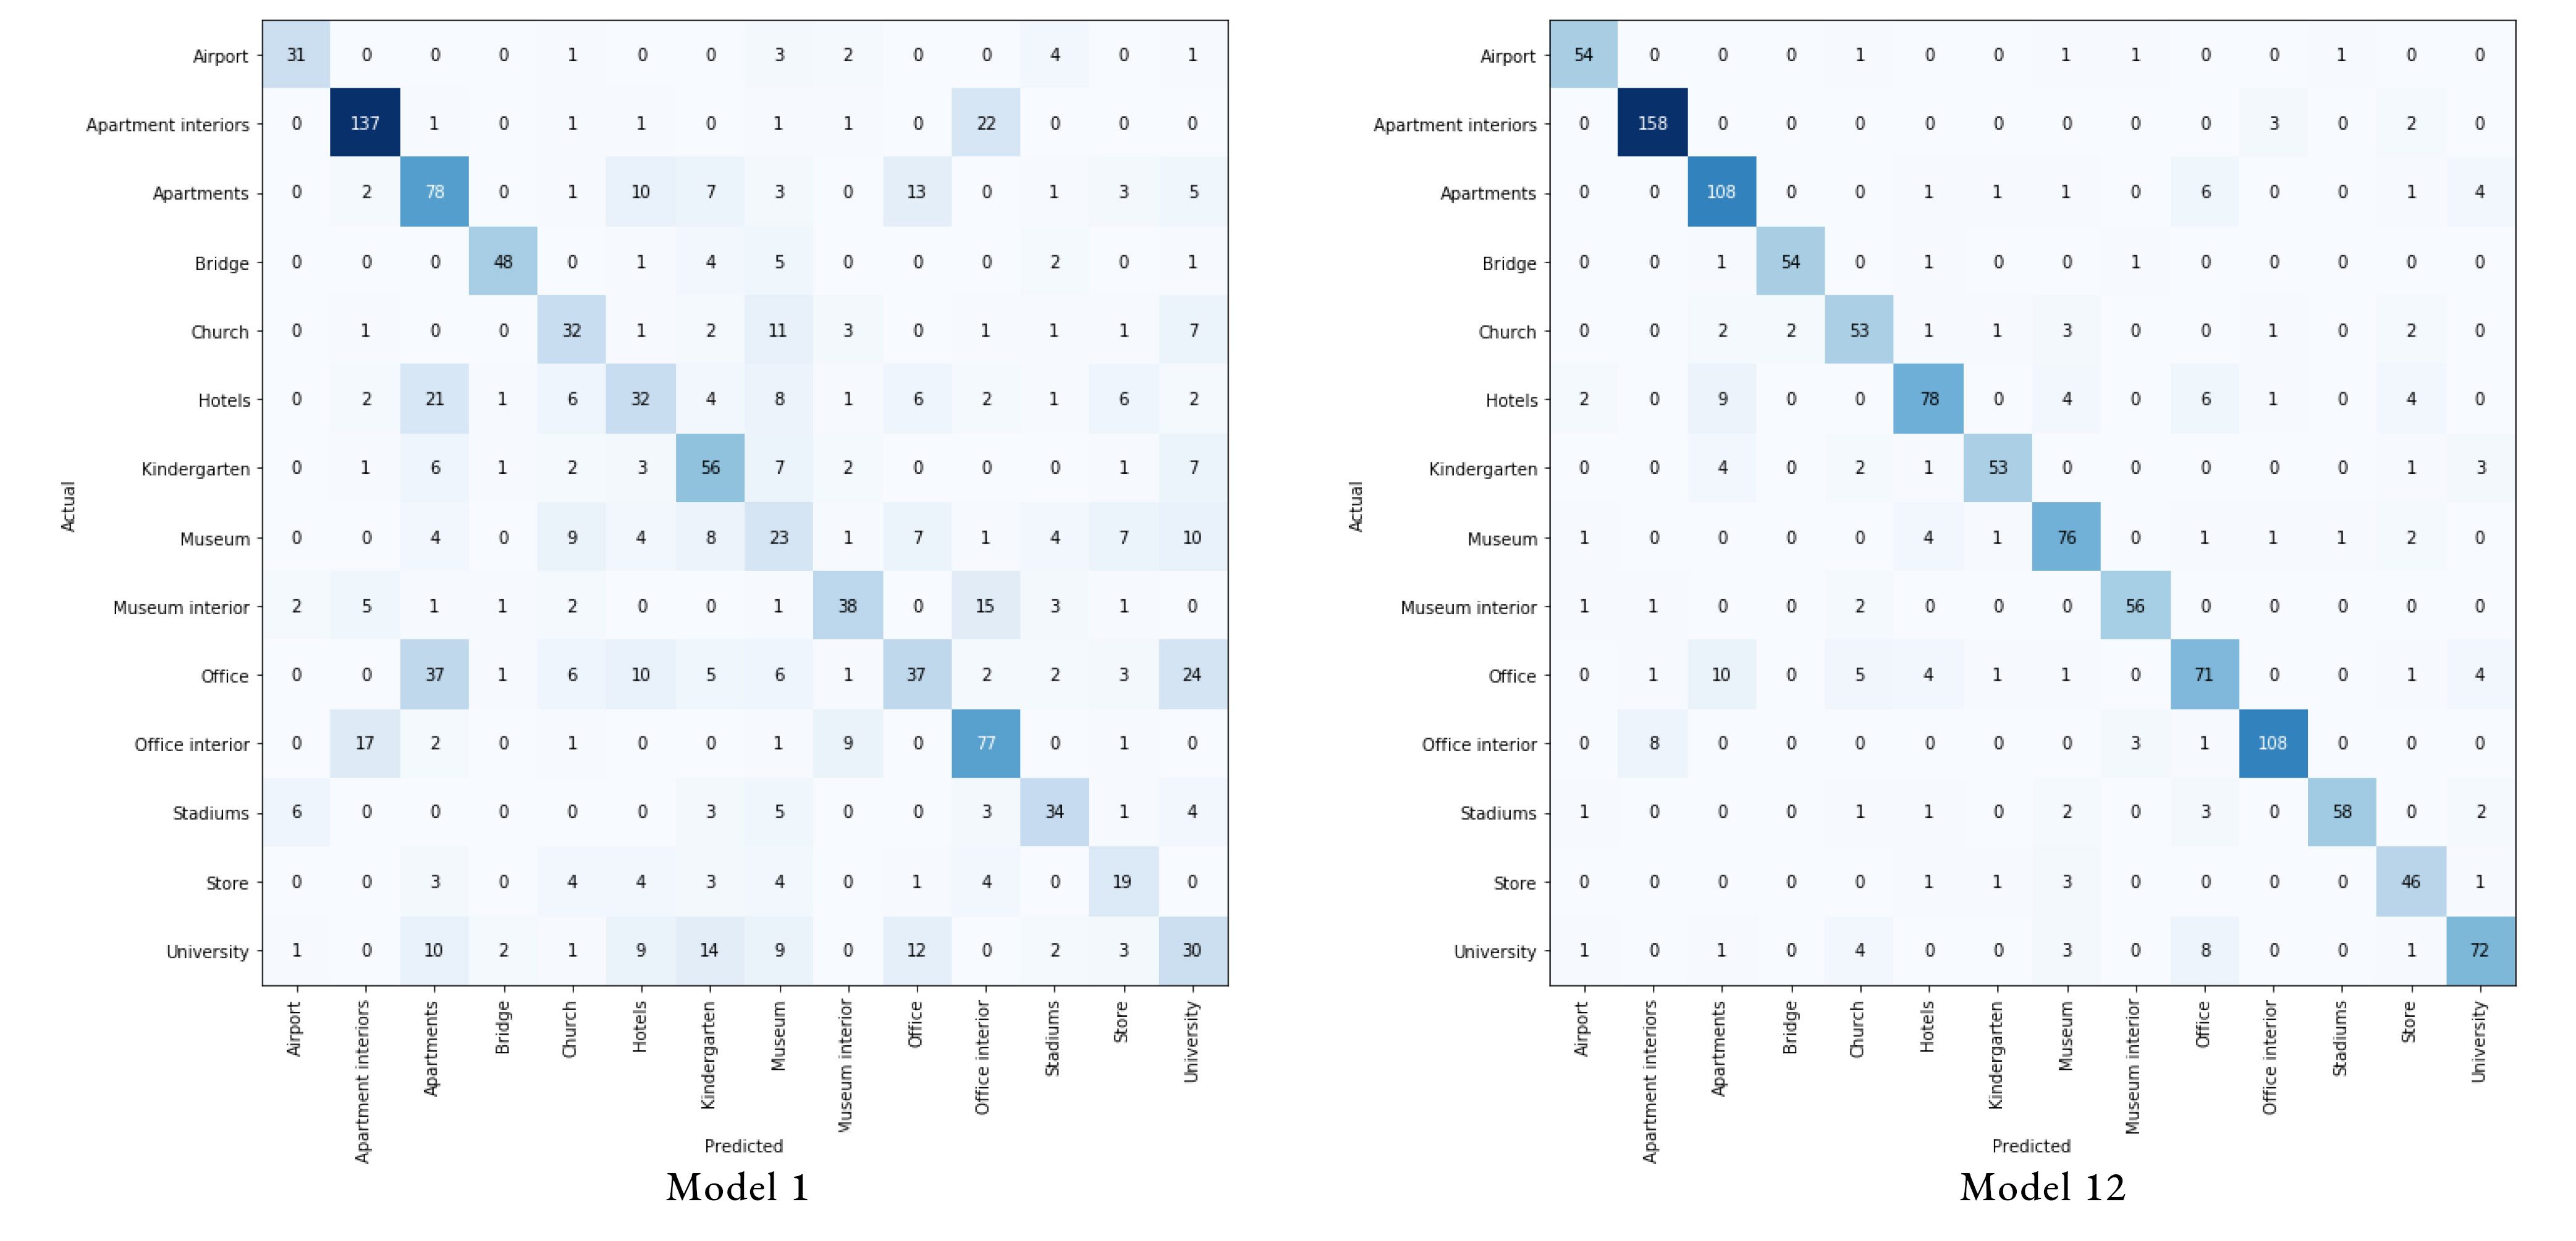 Airport 31 0 0 0 1 0 0 3 2 0 0 4 0 1
Apartment interiors 0 137 1 0 1 1 0 1 1 0 22 0 0 0
Apartments 0 2 78 0 1 10 7 3 0 13 0 1 3 5
Bridge 0 0 0 48 0 1 4 5 0 0 0 2 0 1
Church 0 1 0 0 32 1 2 11 3 0 1 1 1 7
Hotels 0 2 21 1 6 32 4 8 1 6 2 1 6 2
Kindergarten 0 1 6 1 2 3 56 7 2 0 0 0 1 7
Museum 0 0 4 0 9 4 8 23 1 7 1 4 7 10
Museum interior 2 5 1 1 2 0 0 1 38 0 15 3 1 0
Office 0 0 37 1 6 10 5 6 1 37 2 2 3 24
Office interior 0 17 2 0 1 0 0 1 9 0 77 0 1 0
Stadiums 6 0 0 0 0 0 3 5 0 0 3 34 1 4
Store 0 0 3 0 4 4 3 4 0 1 4 0 19 0
University 1 0 10 2 1 9 14 9 0 12 0 2 3 30
Actual
Airport
Apartment interiors
Apartments
Bridge
Church
Hotels
Kindergarten
Museum
Museum interior
Office
Office interior
Stadiums
Store
University
Predicted
Model 1
Airport 54 0 0 0 1 0 0 1 1 0 0 1 0 0
Apartment interiors 0 158 0 0 0 0 0 0 0 0 3 0 2 0
Apartments 0 0 108 0 0 1 1 1 0 6 0 0 1 4
Bridge 0 0 1 54 0 1 0 0 1 0 0 0 0 0
Church 0 0 2 2 53 1 1 3 0 0 1 0 2 0
Hotels 2 0 9 0 0 78 0 4 0 6 1 0 4 0
Kindergarten 0 0 4 0 2 1 53 0 0 0 0 0 1 3
Museum 1 0 0 0 0 4 1 76 0 1 1 1 2 0
Museum interior 1 1 0 0 2 0 0 0 56 0 0 0 0 0
Office 0 1 10 0 5 4 1 1 0 71 0 0 1 4
Office interior 0 8 0 0 0 0 0 0 3 1 108 0 0 0
Stadiums 1 0 0 0 1 1 0 2 0 3 0 58 0 2
Store 0 0 0 0 0 1 1 3 0 0 0 0 46 1
University 1 0 1 0 4 0 0 3 0 8 0 0 1 72
Actual
Airport
Apartment interiors
Apartments
Bridge
Church
Hotels
Kindergarten
Museum
Museum interior
Office
Office interior
Stadiums
Store
University
Predicted
Model 12